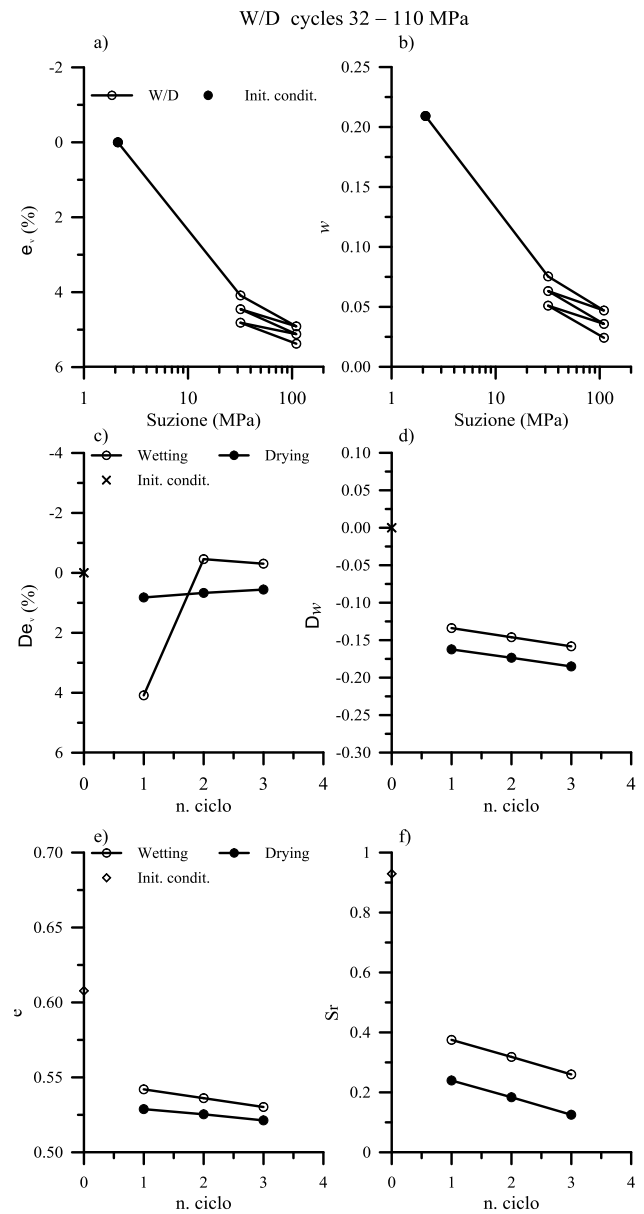 W/D cycles 32 – 110 MPa
a)
b)
-2
0
2
4
6
e v (%)
W/D
Init. condit.
1
10
100
Suzione (MPa)
0.25
0.20
0.15
0.10
0.05
0.00
w
1
10
100
Suzione (MPa)
c)
d)
-4
-2
0
2
4
6
De v (%)
Wetting
Drying
Init. condit.
0
1
2
3
4
n. ciclo
0.10
0.05
0.00
-0.05
-0.10
-0.15
-0.20
-0.25
-0.30
Dw
0
1
2
3
4
n. ciclo
e)
f)
0.70
0.65
0.60
0.55
0.50
Wetting
Drying
Init. condit.
0
1
2
3
4
n. ciclo
1
0.8
0.6
0.4
0.2
0
Sr
0
1
2
3
4
n. ciclo